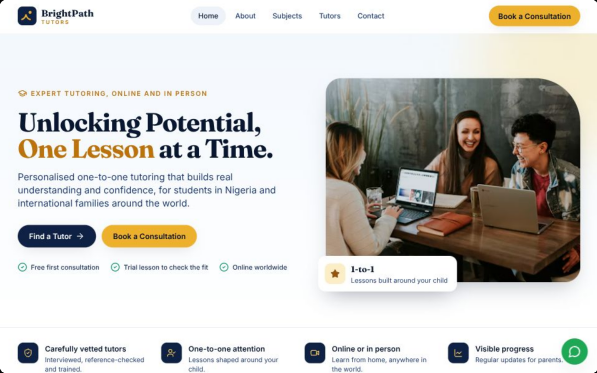 BrightPath
TUTORS
Home
About
Subjects
Tutors
Contact
Book a Consultation
EXPERT TUTORING, ONLINE AND IN PERSON
Unlocking Potential,
One Lesson at a Time.
Personalised one-to-one tutoring that builds real
understanding and confidence, for students in Nigeria and
international families around the world.
Find a Tutor →
Book a Consultation
Free first consultation
Trial lesson to check the fit
Online worldwide
1-to-1
Lessons built around your child
Carefully vetted tutors
Interviewed, reference-checked
and trained.
One-to-one attention
Lessons shaped around your
child.
Online or in person
Learn from home, anywhere in
the world.
Visible progress
Regular updates for parents.